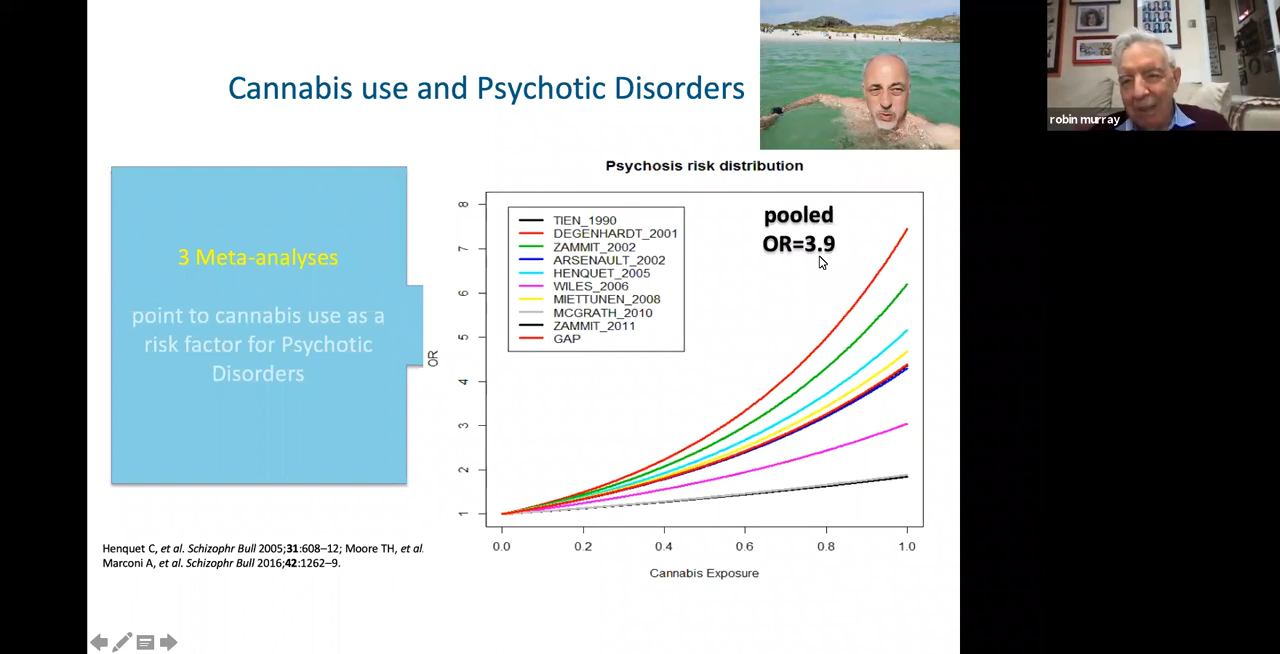 Cannabis use and Psychotic Disorders
robin murray
3 Meta-analyses
point to cannabis use as a
risk factor for Psychotic
Disorders
Psychosis risk distribution
pooled
OR=3.9
TIEN_1990
DEGENHARDT_2001
ZAMMIT_2002
ARSENAULT_2002
HENQUET_2005
WILES_2006
MIETTUNEN_2008
MCGRATH_2010
ZAMMIT_2011
GAP
OR
8
7
6
5
4
3
2
1
0.0 0.2 0.4 0.6 0.8 1.0
Cannabis Exposure
Henquet C, et al. Schizophr Bull 2005;31:608–12; Moore TH, et al.
Marconi A, et al. Schizophr Bull 2016;42:1262–9.